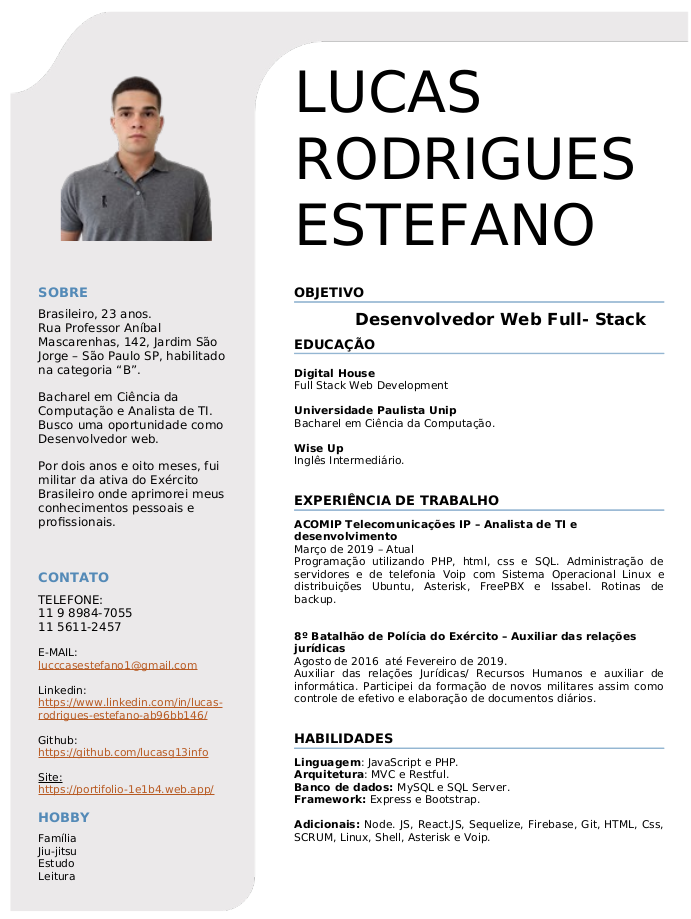 LUCAS
RODRIGUES
ESTEFANO
SOBRE
Brasileiro, 23 anos.
Rua Professor Aníbal
Mascarenhas, 142, Jardim São
Jorge – São Paulo SP, habilitado
na categoria “B”.
Bacharel em Ciência da
Computação e Analista de TI.
Busco uma oportunidade como
Desenvolvedor web.
Por dois anos e oito meses, fui
militar da ativa do Exército
Brasileiro onde aprimorei meus
conhecimentos pessoais e
profissionais.
CONTATO
TELEFONE:
11 9 8984-7055
11 5611-2457
E-MAIL:
lucccasestefano1@gmail.com
Linkedin:
https://www.linkedin.com/in/lucas-
rodrigues-estefano-ab96bb146/
Github:
https://github.com/lucasg13info
Site:
https://portifolio-1e1b4.web.app/
HOBBY
Família
Jiu-jitsu
Estudo
Leitura
OBJETIVO
Desenvolvedor Web Full- Stack
EDUCAÇÃO
Digital House
Full Stack Web Development
Universidade Paulista Unip
Bacharel em Ciência da Computação.
Wise Up
Inglês Intermediário.
EXPERIÊNCIA DE TRABALHO
ACOMIP Telecomunicações IP – Analista de TI e
desenvolvimento
Março de 2019 – Atual
Programação utilizando PHP, html, css e SQL. Administração de
servidores e de telefonia Voip com Sistema Operacional Linux e
distribuições Ubuntu, Asterisk, FreePBX e Issabel. Rotinas de
backup.
8º Batalhão de Polícia do Exército – Auxiliar das relações
jurídicas
Agosto de 2016 até Fevereiro de 2019.
Auxiliar das relações Jurídicas/ Recursos Humanos e auxiliar de
informática. Participei da formação de novos militares assim como
controle de efetivo e elaboração de documentos diários.
HABILIDADES
Linguagem: JavaScript e PHP.
Arquitetura: MVC e Restful.
Banco de dados: MySQL e SQL Server.
Framework: Express e Bootstrap.
Adicionais: Node. JS, React.JS, Sequelize, Firebase, Git, HTML, Css,
SCRUM, Linux, Shell, Asterisk e Voip.